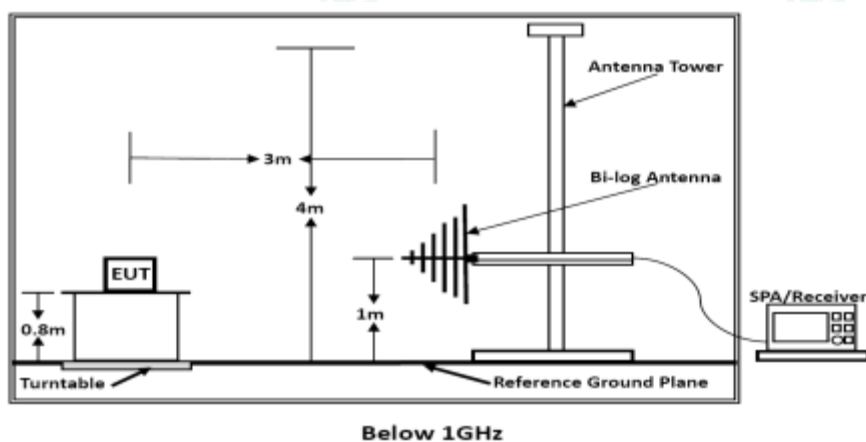 Antenna Tower
3m
Bi-log Antenna
4m
EUT
SPA/Receiver
0.8m
1m
Turntable
Reference Ground Plane
Below 1GHz